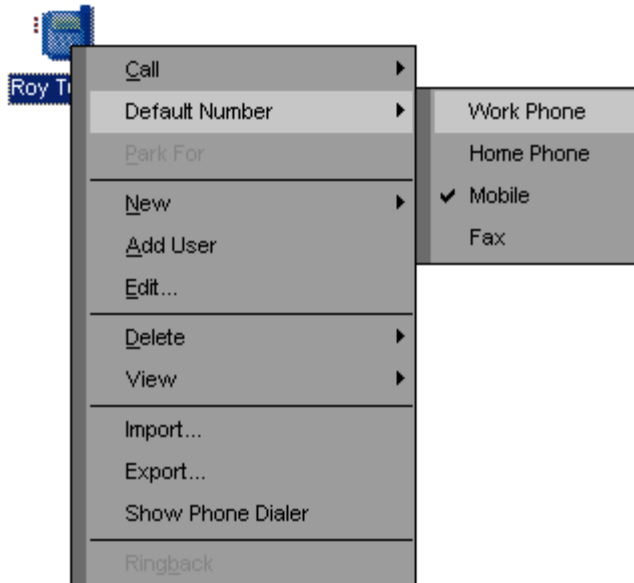 Roy
Call
Default Number
Park For
New
Add User
Edit...
Delete
View
Import...
Export...
Show Phone Dialer
Ringback
Work Phone
Home Phone
Mobile
Fax